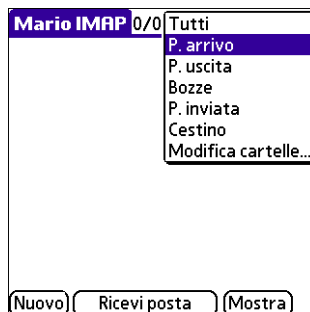 Mario IMAP 0/0 Tutti
P. arrivo
P. uscita
Bozze
P. inviata
Cestino
Modifica cartelle...
Nuovo Ricevi posta Mostra